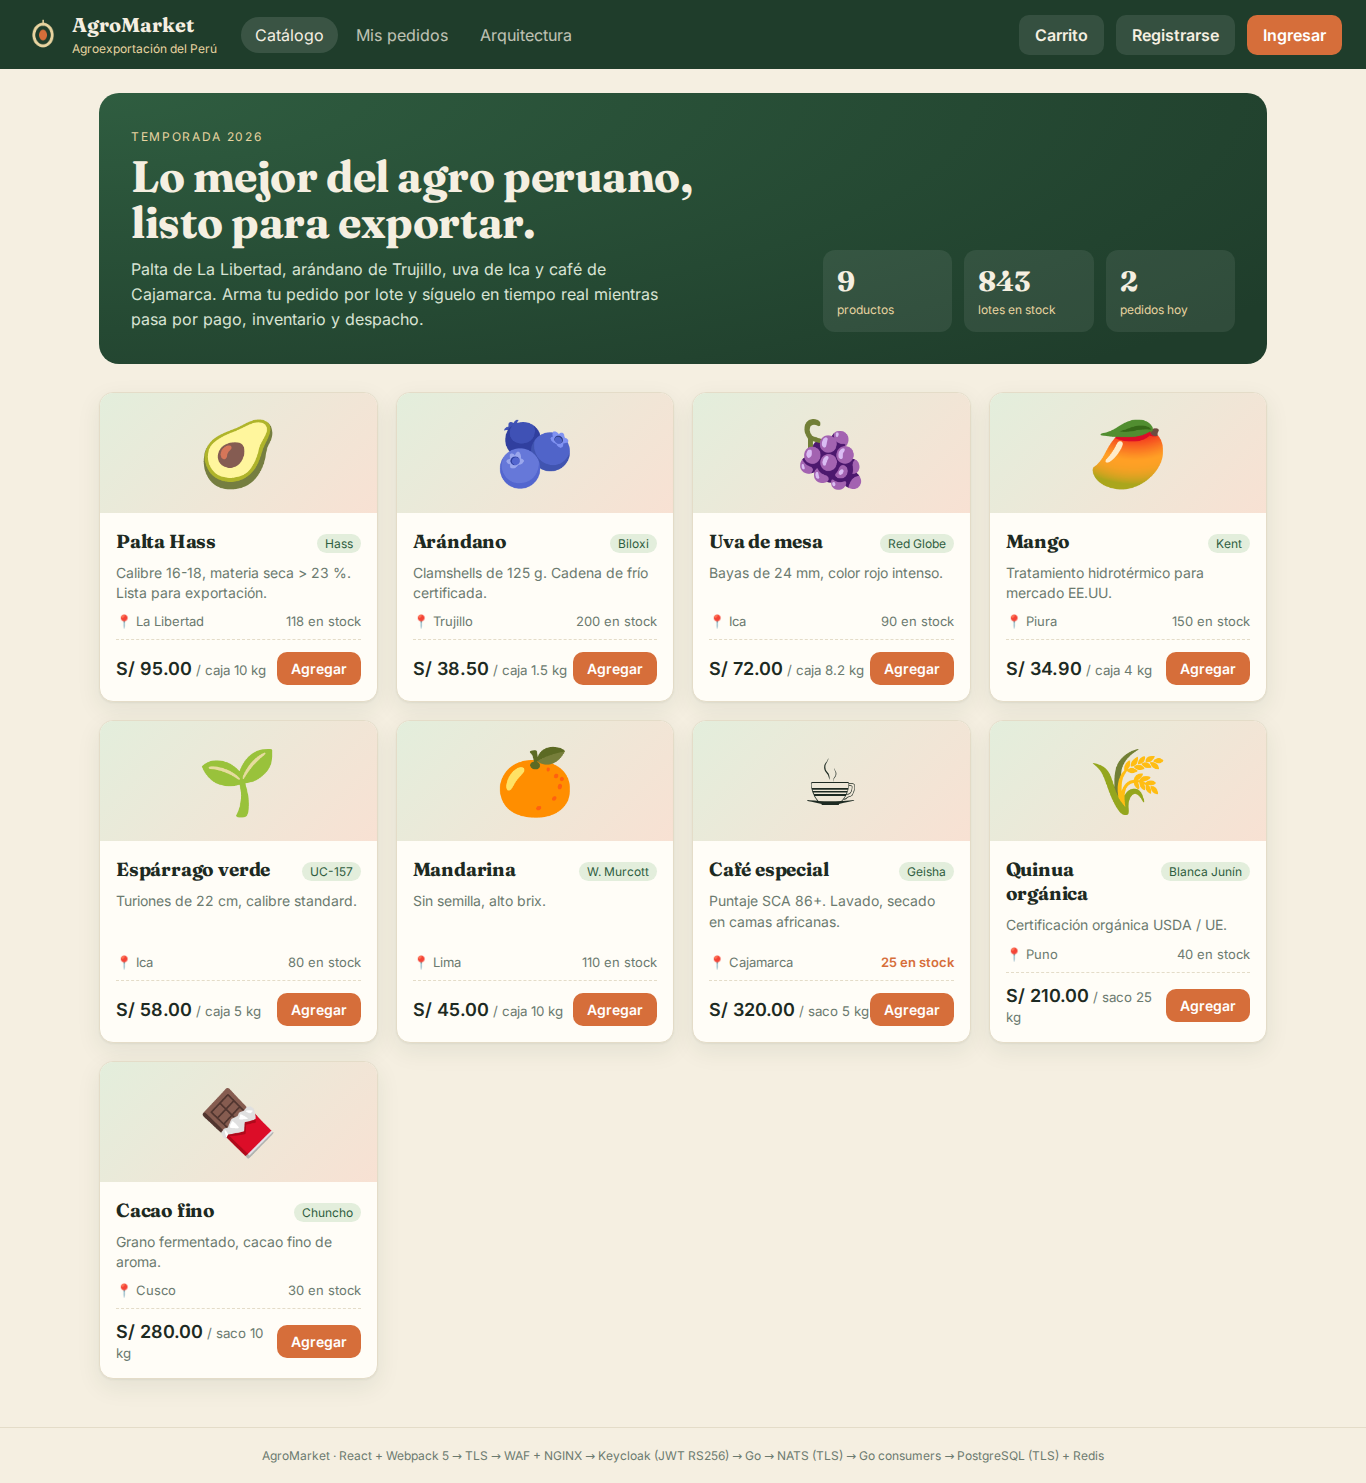 AgroMarket
Agroexportación del Perú
Catálogo
Mis pedidos
Arquitectura
Carrito
Registrarse
Ingresar
TEMPORADA 2026
Lo mejor del agro peruano,
listo para exportar.
Palta de La Libertad, arándano de Trujillo, uva de Ica y café de
Cajamarca. Arma tu pedido por lote y síguelo en tiempo real mientras
pasa por pago, inventario y despacho.
9
productos
843
lotes en stock
2
pedidos hoy
Palta Hass
Hass
Calibre 16-18, materia seca > 23 %.
Lista para exportación.
📍 La Libertad
118 en stock
S/ 95.00 / caja 10 kg
Agregar
Arándano
Biloxi
Clamshells de 125 g. Cadena de frío
certificada.
📍 Trujillo
200 en stock
S/ 38.50 / caja 1.5 kg
Agregar
Uva de mesa
Red Globe
Bayas de 24 mm, color rojo intenso.
📍 Ica
90 en stock
S/ 72.00 / caja 8.2 kg
Agregar
Mango
Kent
Tratamiento hidrotérmico para
mercado EE.UU.
📍 Piura
150 en stock
S/ 34.90 / caja 4 kg
Agregar
Espárrago verde
UC-157
Turiones de 22 cm, calibre standard.
📍 Ica
80 en stock
S/ 58.00 / caja 5 kg
Agregar
Mandarina
W. Murcott
Sin semilla, alto brix.
📍 Lima
110 en stock
S/ 45.00 / caja 10 kg
Agregar
Café especial
Geisha
Puntaje SCA 86+. Lavado, secado
en camas africanas.
📍 Cajamarca
25 en stock
S/ 320.00 / saco 5 kg
Agregar
Quinua
orgánica
Blanca Junín
Certificación orgánica USDA / UE.
📍 Puno
40 en stock
S/ 210.00 / saco 25
kg
Agregar
Cacao fino
Chuncho
Grano fermentado, cacao fino de
aroma.
📍 Cusco
30 en stock
S/ 280.00 / saco 10
kg
Agregar
AgroMarket · React + Webpack 5 → TLS → WAF + NGINX → Keycloak (JWT RS256) → Go → NATS (TLS) → Go consumers → PostgreSQL (TLS) + Redis